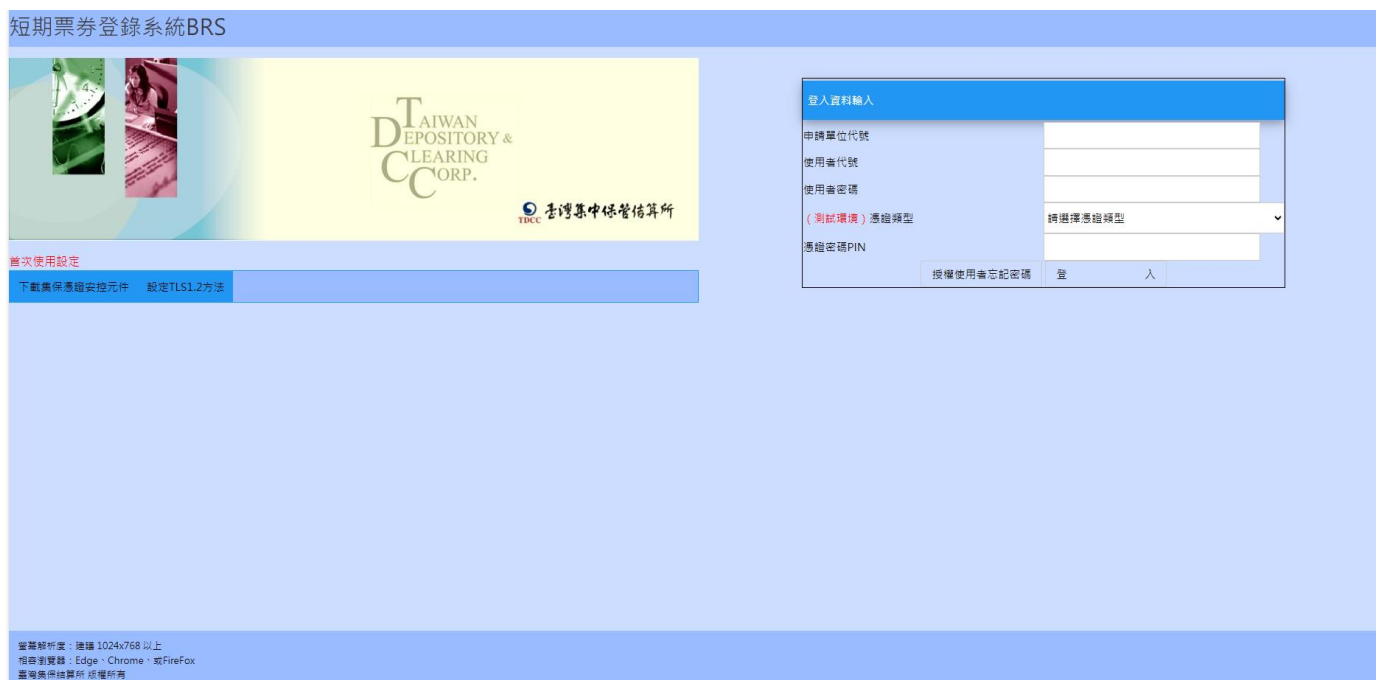 短期票券登錄系統BRS
TAIWAN
DEPOSITORY &
CLEARING
CORP.
TDCC 臺灣集中保管結算所
首次使用設定
下載集保憑證安控元件 設定TLS1.2方法
登入資料輸入
申請單位代號
使用者代號
使用者密碼
(測試環境)憑證類型 請選擇憑證類型
憑證密碼PIN
授權使用者忘記密碼 登 入
螢幕解析度：建議 1024x768 以上
相容瀏覽器：Edge、Chrome、或FireFox
臺灣集保結算所 版權所有